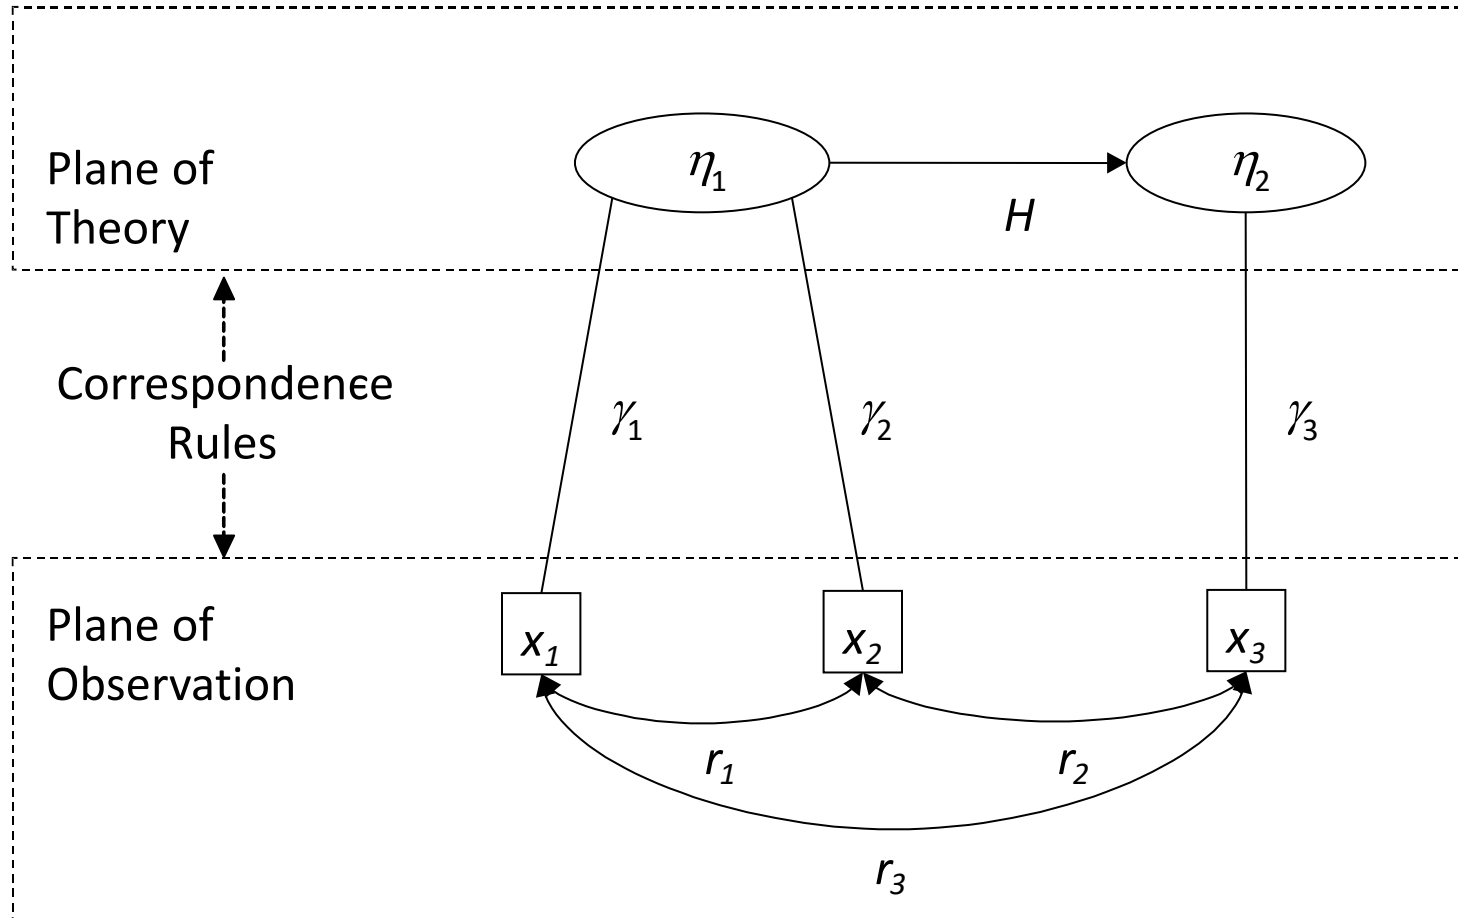 η1
η2
H
Plane of
Theory
Correspondence
Rules
γ1
γ2
γ3
Plane of
Observation
x1
x2
x3
r1
r2
r3